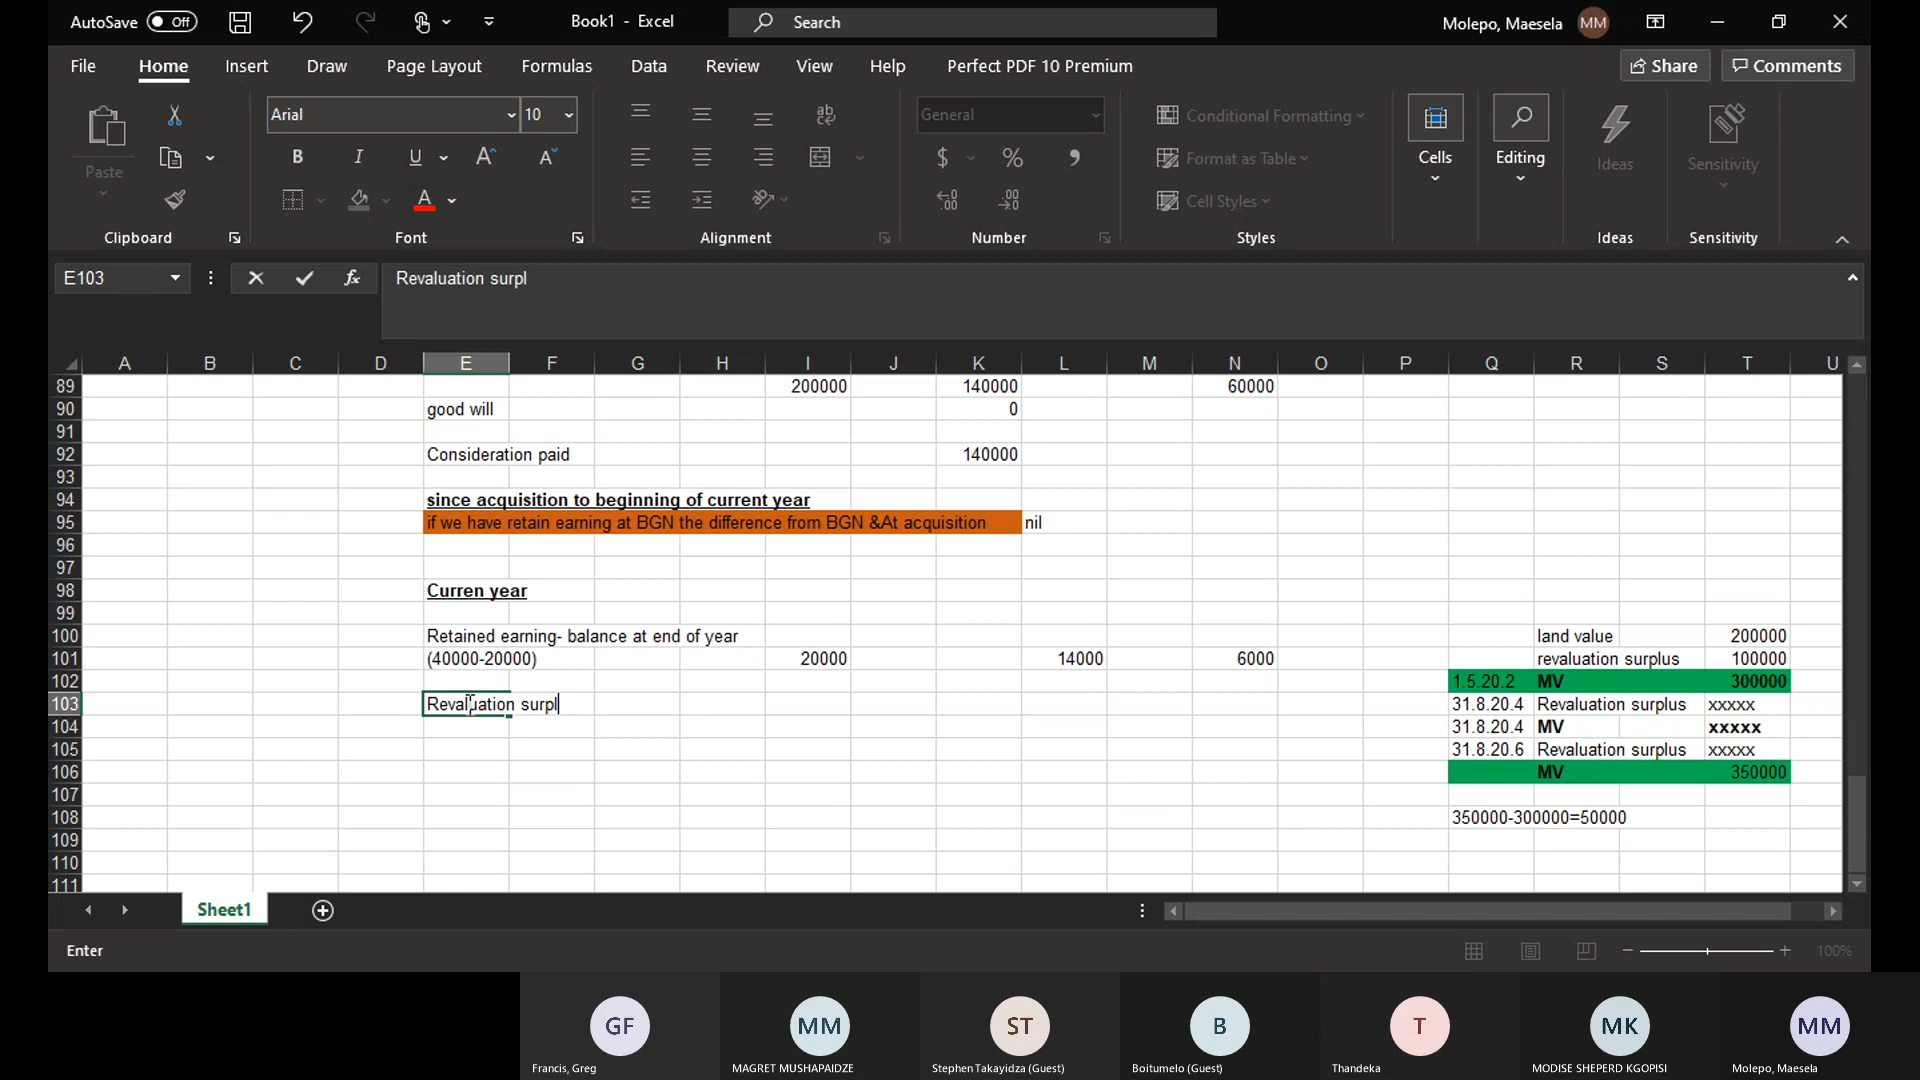 AutoSave Off Book1 - Excel Search Molepo, Maesela MM
File Home Insert Draw Page Layout Formulas Data Review View Help Perfect PDF 10 Premium Share Comments
Paste Arial 10 General Conditional Formatting Format as Table Cell Styles Cells Editing Ideas Sensitivity
Clipboard Font Alignment Number Styles Ideas Sensitivity
E103 fx Revaluation surpl
A B C D E F G H I J K L M N O P Q R S T U
89 200000 140000 60000
90 good will 0
91
92 Consideration paid 140000
93
94 since acquisition to beginning of current year
95 if we have retain earning at BGN the difference from BGN &At acquisition nil
96
97
98 Curren year
99
100 Retained earning- balance at end of year land value 200000
101 (40000-20000) 20000 14000 6000 revaluation surplus 100000
102 1.5.20.2 MV 300000
103 Revaluation surpl 31.8.20.4 Revaluation surplus xxxxx
104 31.8.20.4 MV xxxxx
105 31.8.20.6 Revaluation surplus xxxxx
106 MV 350000
107
108 350000-300000=50000
109
110
111
Sheet1
Enter 100%
GF MM ST B T MK MM
Francis, Greg MAGRET MUSHAPAIDZE Stephen Takayidza (Guest) Boitumelo (Guest) Thandeka MODISE SHEPERD KGOPISI Molepo, Maesela